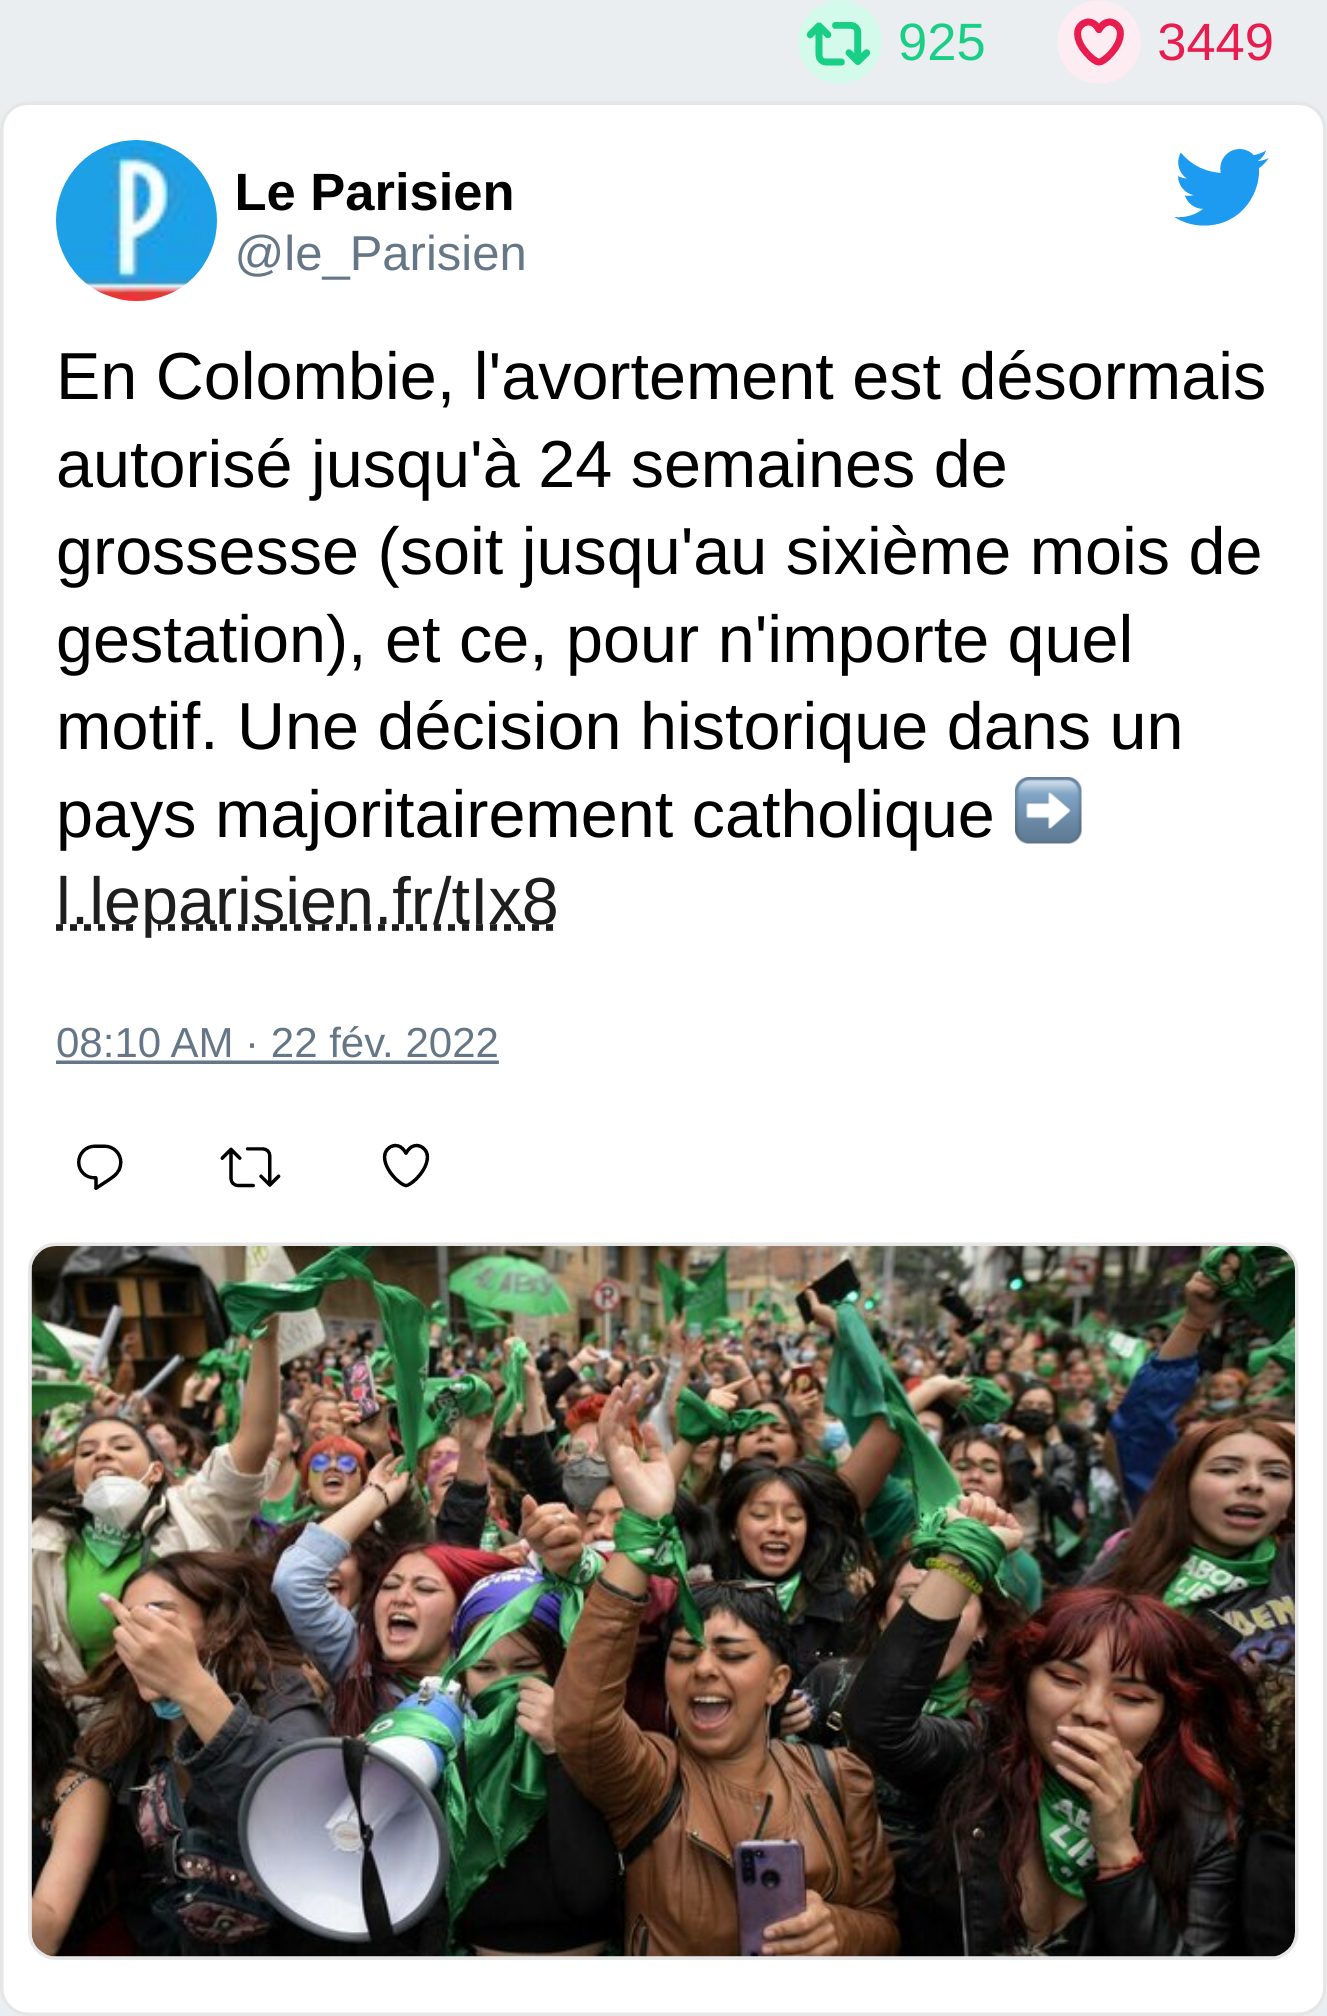 925 3449
Le Parisien
@le_Parisien
En Colombie, l'avortement est désormais
autorisé jusqu'à 24 semaines de
grossesse (soit jusqu'au sixième mois de
gestation), et ce, pour n'importe quel
motif. Une décision historique dans un
pays majoritairement catholique ➡️
l.leparisien.fr/tIx8
08:10 AM · 22 fév. 2022